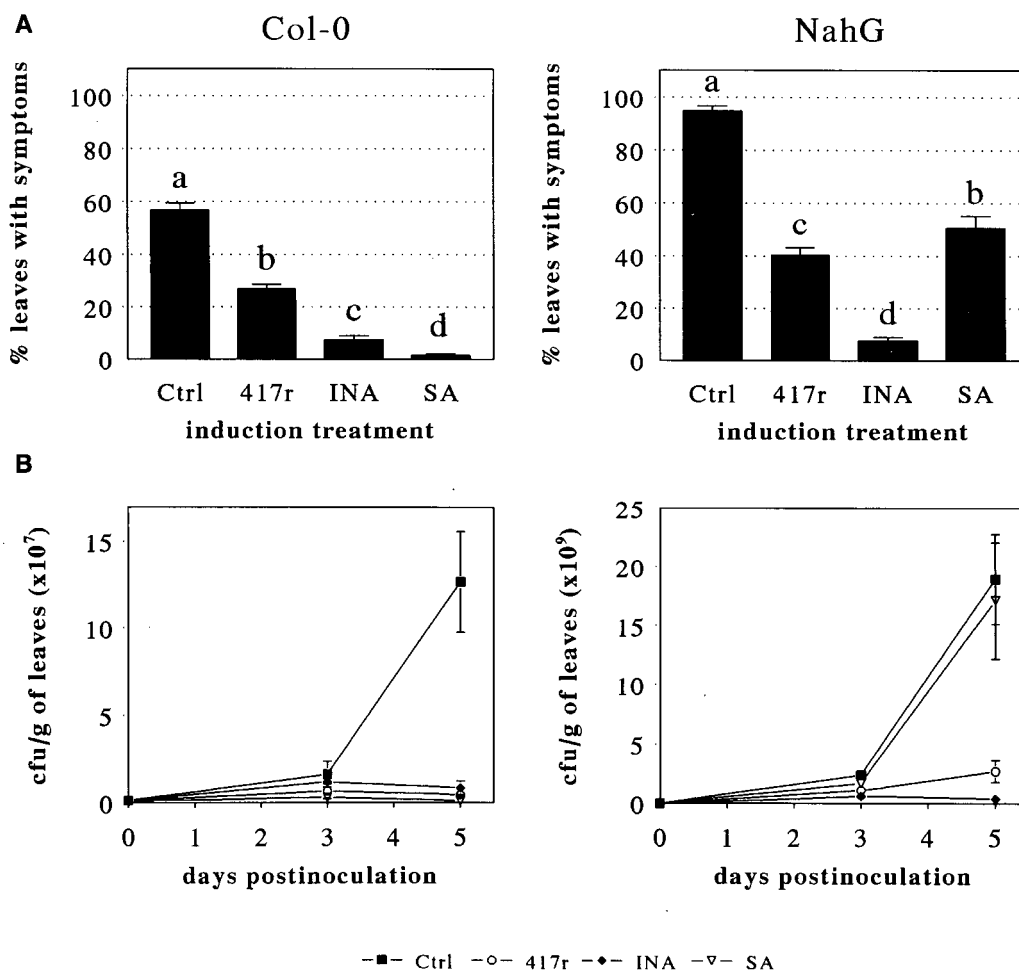 A
Col-0
NahG
% leaves with symptoms
100
80
60
40
20
0
a
b
c
d
Ctrl 417r INA SA
induction treatment
% leaves with symptoms
100
80
60
40
20
0
a
c
d
b
Ctrl 417r INA SA
induction treatment
B
cfu/g of leaves (x10⁷)
15
10
5
0
0 1 2 3 4 5
days postinoculation
cfu/g of leaves (x10⁹)
25
20
15
10
5
0
0 1 2 3 4 5
days postinoculation
Ctrl 417r INA SA